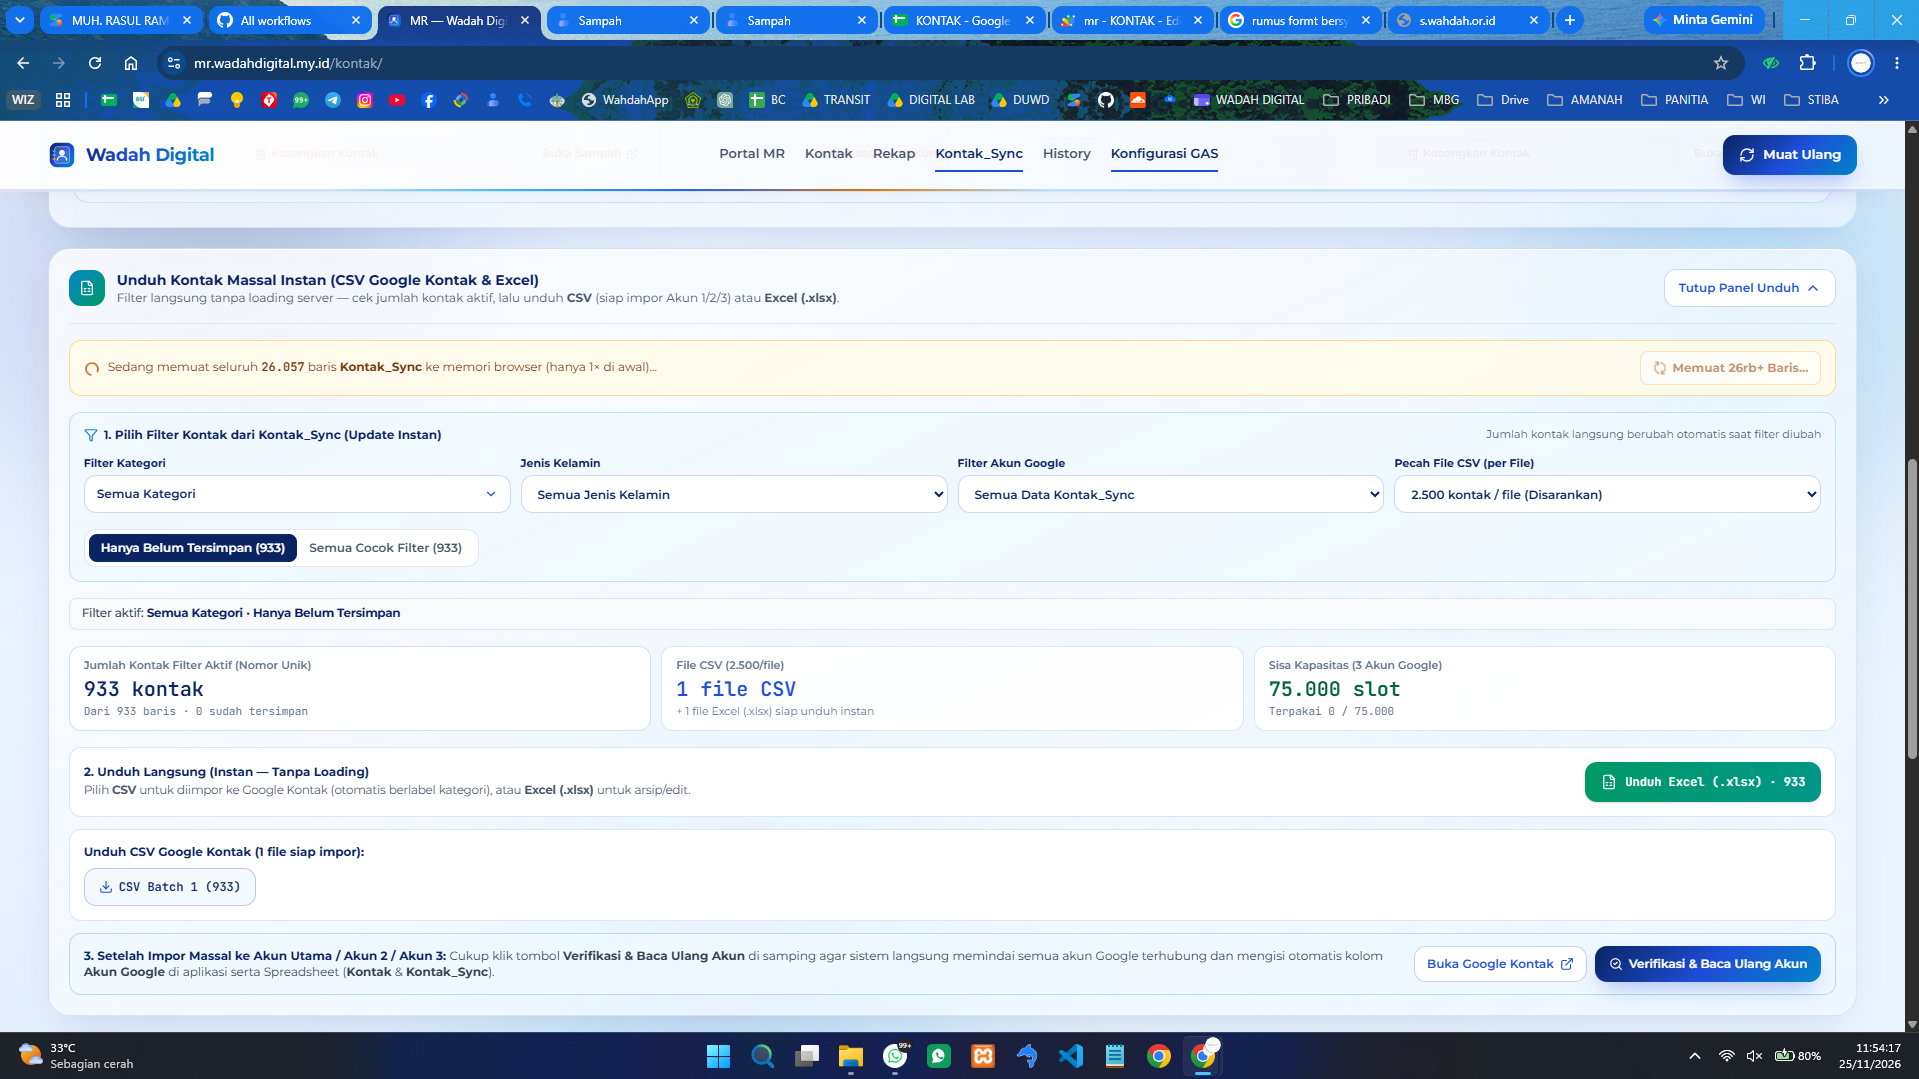 MUH. RASUL RAM
All workflows
MR — Wadah Digi
Sampah
Sampah
KONTAK - Google
mr - KONTAK - Ed
rumus formt bersy
s.wahdah.or.id
Minta Gemini
mr.wadahdigital.my.id/kontak/
WIZ
99+
WahdahApp
BC
TRANSIT
DIGITAL LAB
DUWD
WADAH DIGITAL
PRIBADI
MBG
Drive
AMANAH
PANITIA
WI
STIBA
Wadah Digital
Kosongkan Kontak
Buka Sampah
Portal MR
Kontak
Rekap
Kontak_Sync
History
Konfigurasi GAS
Kosongkan Kontak
Muat Ulang
Unduh Kontak Massal Instan (CSV Google Kontak & Excel)
Filter langsung tanpa loading server — cek jumlah kontak aktif, lalu unduh CSV (siap impor Akun 1/2/3) atau Excel (.xlsx).
Tutup Panel Unduh
Sedang memuat seluruh 26.057 baris Kontak_Sync ke memori browser (hanya 1× di awal)...
Memuat 26rb+ Baris...
1. Pilih Filter Kontak dari Kontak_Sync (Update Instan)
Jumlah kontak langsung berubah otomatis saat filter diubah
Filter Kategori
Jenis Kelamin
Filter Akun Google
Pecah File CSV (per File)
Semua Kategori
Semua Jenis Kelamin
Semua Data Kontak_Sync
2.500 kontak / file (Disarankan)
Hanya Belum Tersimpan (933)
Semua Cocok Filter (933)
Filter aktif: Semua Kategori · Hanya Belum Tersimpan
Jumlah Kontak Filter Aktif (Nomor Unik)
933 kontak
Dari 933 baris · 0 sudah tersimpan
File CSV (2.500/file)
1 file CSV
+ 1 file Excel (.xlsx) siap unduh instan
Sisa Kapasitas (3 Akun Google)
75.000 slot
Terpakai 0 / 75.000
2. Unduh Langsung (Instan — Tanpa Loading)
Pilih CSV untuk diimpor ke Google Kontak (otomatis berlabel kategori), atau Excel (.xlsx) untuk arsip/edit.
Unduh Excel (.xlsx) · 933
Unduh CSV Google Kontak (1 file siap impor):
CSV Batch 1 (933)
3. Setelah Impor Massal ke Akun Utama / Akun 2 / Akun 3: Cukup klik tombol Verifikasi & Baca Ulang Akun di samping agar sistem langsung memindai semua akun Google terhubung dan mengisi otomatis kolom
Akun Google di aplikasi serta Spreadsheet (Kontak & Kontak_Sync).
Buka Google Kontak
Verifikasi & Baca Ulang Akun
33°C
Sebagian cerah
99+
80%
11:54:17
25/11/2026